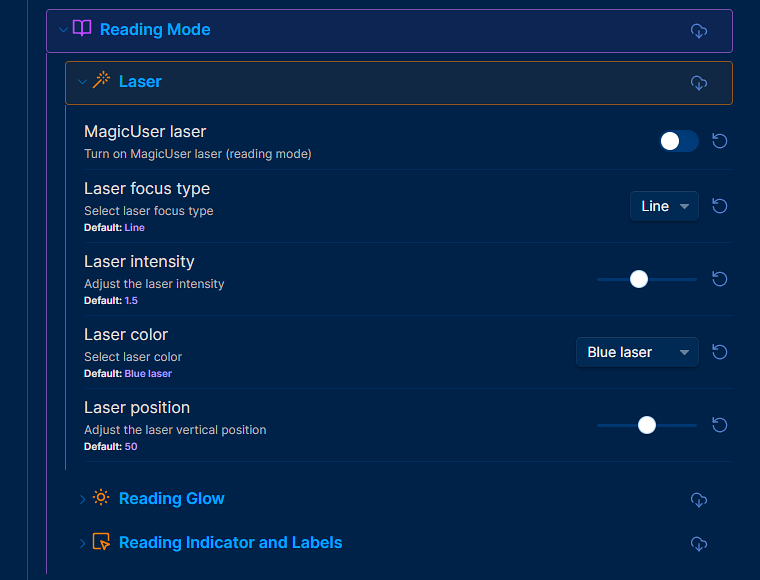 Reading Mode
Laser
MagicUser laser
Turn on MagicUser laser (reading mode)
Laser focus type
Select laser focus type
Default: Line
Line
Laser intensity
Adjust the laser intensity
Default: 1.5
Laser color
Select laser color
Default: Blue laser
Blue laser
Laser position
Adjust the laser vertical position
Default: 50
Reading Glow
Reading Indicator and Labels